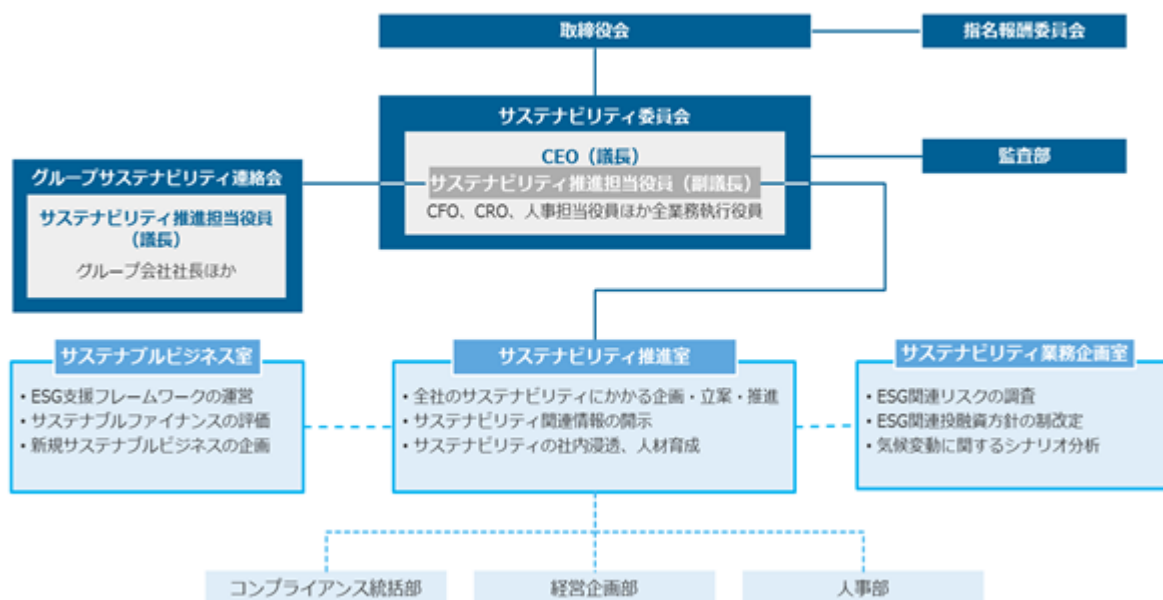 取締役会
指名報酬委員会
サステナビリティ委員会
CEO（議長）
サステナビリティ推進担当役員（副議長）
CFO、CRO、人事担当役員ほか全業務執行役員
監査部
グループサステナビリティ連絡会
サステナビリティ推進担当役員
（議長）
グループ会社社長ほか
サステナブルビジネス室
・ESG支援フレームワークの運営
・サステナブルファイナンスの評価
・新規サステナブルビジネスの企画
サステナビリティ推進室
・全社のサステナビリティにかかる企画・立案・推進
・サステナビリティ関連情報の開示
・サステナビリティの社内浸透、人材育成
サステナビリティ業務企画室
・ESG関連リスクの調査
・ESG関連投融資方針の制改定
・気候変動に関するシナリオ分析
コンプライアンス統括部
経営企画部
人事部